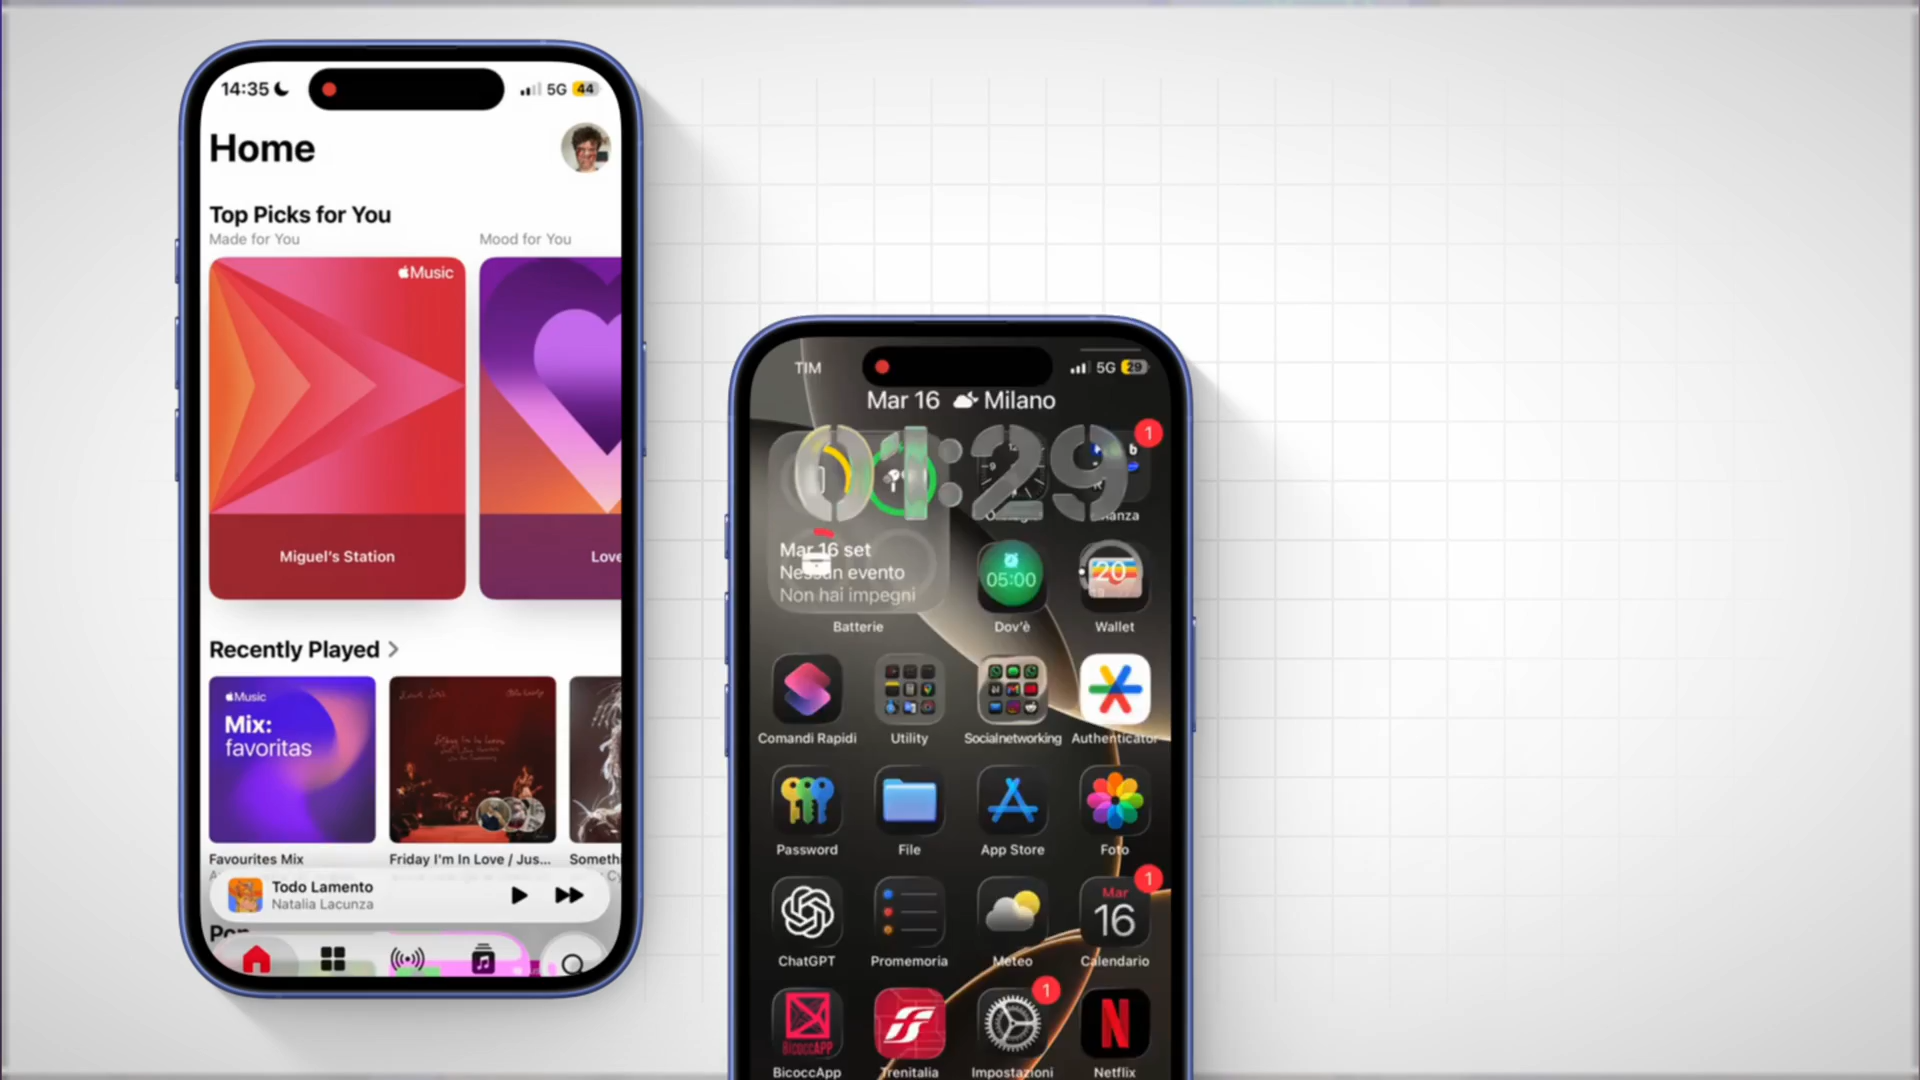 14:35
5G 44
Home
Top Picks for You
Made for You
Mood for You
Music
Miguel's Station
Love
Recently Played
Music
Mix:
favoritas
Favourites Mix
Friday I'm In Love / Jus...
Someth
Todo Lamento
Natalia Lacunza
Pop
TIM
5G 29
Mar 16 Milano
01:29
1
Mar 16 set
Nessun evento
Non hai impegni
05:00
20
Batterie
Dov'è
Wallet
Comandi Rapidi
Utility
Socialnetworking
Authenticator
Password
File
App Store
Foto
1
Mar
16
ChatGPT
Promemoria
Meteo
Calendario
1
BICOCCAPP
N
BicoccApp
Trenitalia
Impostazioni
Netflix